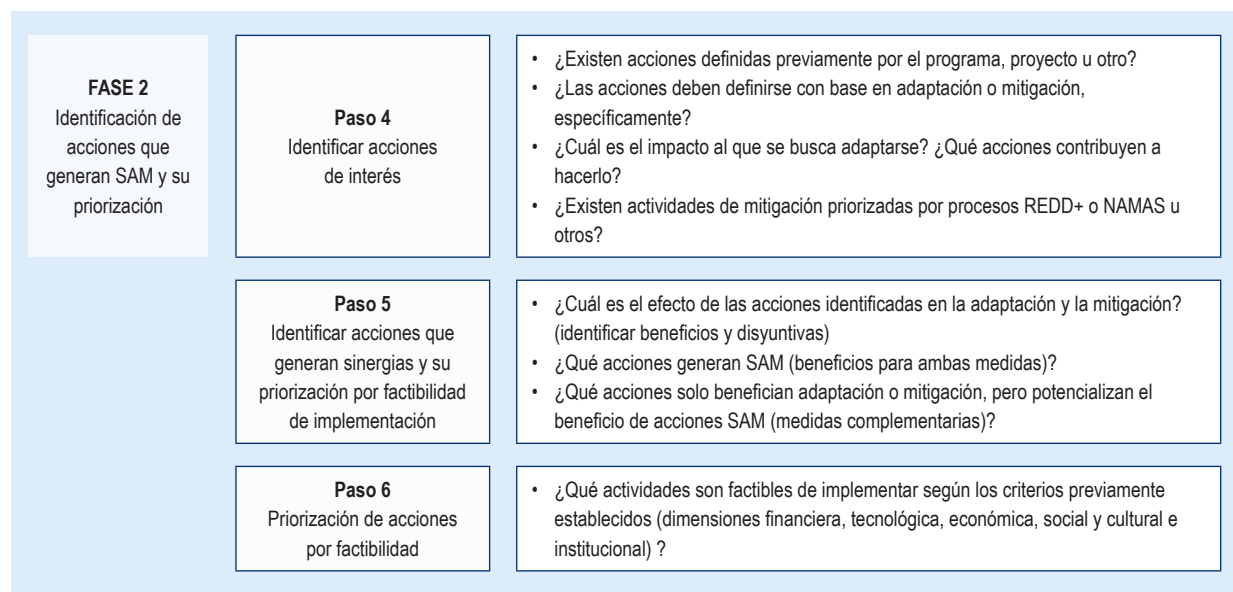 FASE 2
Identificación de
acciones que
generan SAM y su
priorización
Paso 4
Identificar acciones
de interés
• ¿Existen acciones definidas previamente por el programa, proyecto u otro?
• ¿Las acciones deben definirse con base en adaptación o mitigación,
específicamente?
• ¿Cuál es el impacto al que se busca adaptarse? ¿Qué acciones contribuyen a
hacerlo?
• ¿Existen actividades de mitigación priorizadas por procesos REDD+ o NAMAS u
otros?
Paso 5
Identificar acciones que
generan sinergias y su
priorización por factibilidad
de implementación
• ¿Cuál es el efecto de las acciones identificadas en la adaptación y la mitigación?
(identificar beneficios y disyuntivas)
• ¿Qué acciones generan SAM (beneficios para ambas medidas)?
• ¿Qué acciones solo benefician adaptación o mitigación, pero potencializan el
beneficio de acciones SAM (medidas complementarias)?
Paso 6
Priorización de acciones
por factibilidad
• ¿Qué actividades son factibles de implementar según los criterios previamente
establecidos (dimensiones financiera, tecnológica, económica, social y cultural e
institucional) ?